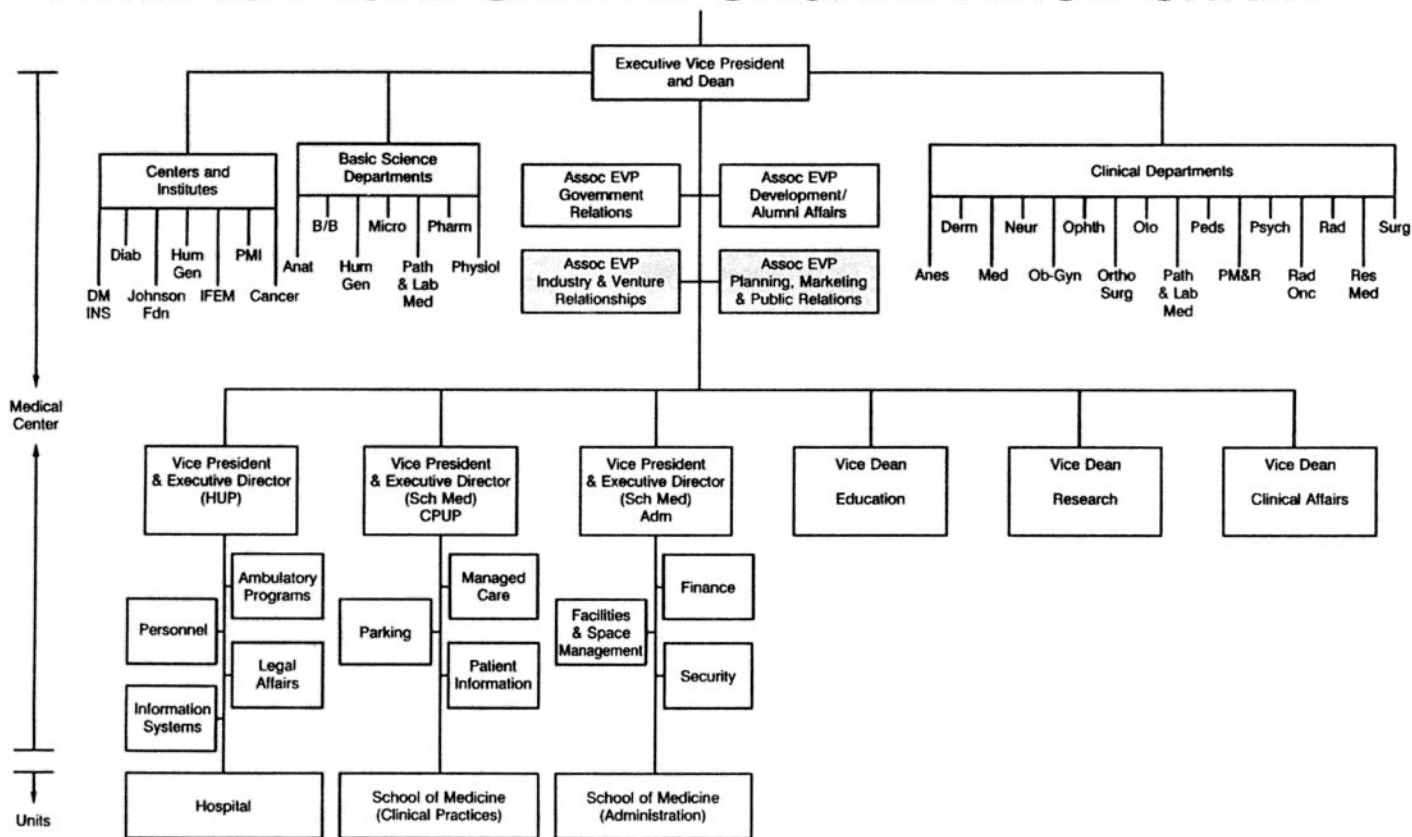 Executive Vice President
and Dean
Centers and
Institutes
DM
INS
Diab
Johnson
Fdn
Hum
Gen
IFEM
PMI
Cancer
Basic Science
Departments
Anat
B/B
Hum
Gen
Micro
Path
& Lab
Med
Pharm
Physiol
Assoc EVP
Government
Relations
Assoc EVP
Development/
Alumni Affairs
Assoc EVP
Industry & Venture
Relationships
Assoc EVP
Planning, Marketing
& Public Relations
Clinical Departments
Anes
Derm
Med
Neur
Ob-Gyn
Ophth
Ortho
Surg
Oto
Path
& Lab
Med
Peds
PM&R
Psych
Rad
Onc
Rad
Res
Med
Surg
Medical
Center
Vice President
& Executive Director
(HUP)
Vice President
& Executive Director
(Sch Med)
CPUP
Vice President
& Executive Director
(Sch Med)
Adm
Vice Dean
Education
Vice Dean
Research
Vice Dean
Clinical Affairs
Ambulatory
Programs
Personnel
Legal
Affairs
Information
Systems
Managed
Care
Parking
Patient
Information
Finance
Facilities
& Space
Management
Security
Units
Hospital
School of Medicine
(Clinical Practices)
School of Medicine
(Administration)